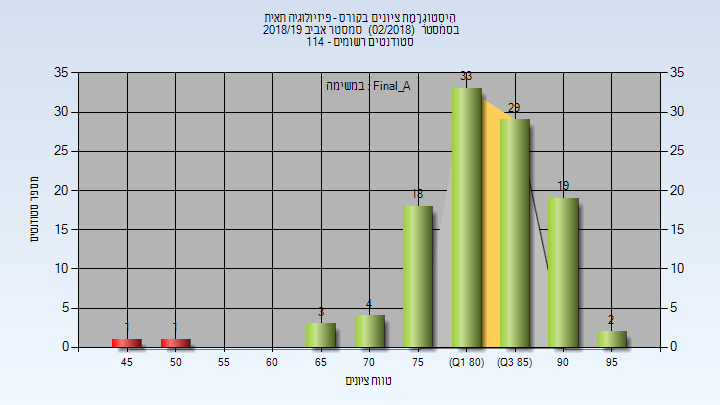 היסטוגרמת ציונים בקורס - פיזיולוגיה תאית
בסמסטר (02/2018) סמסטר אביב 2018/19
סטודנטים רשומים - 114
במשימה : Final_A
מספר סטודנטים
35 35
30 30
25 25
20 20
15 15
10 10
5 5
0 0
1 1 3 4 18 33 29 19 2
45 50 55 60 65 70 75 (Q1 80) (Q3 85) 90 95
טווח ציונים